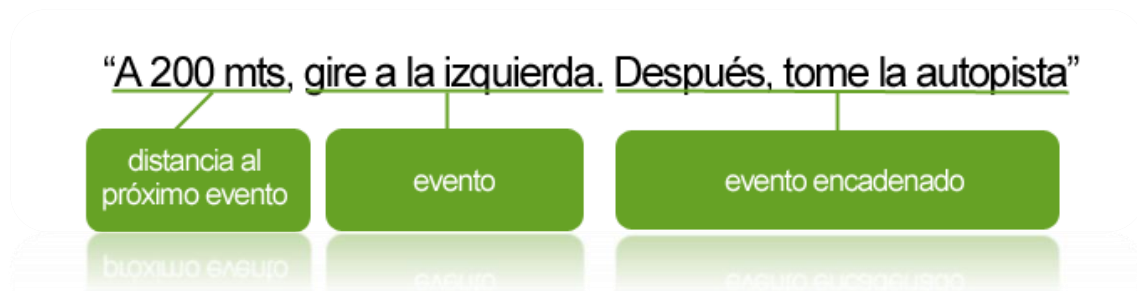 “A 200 mts, gire a la izquierda. Después, tome la autopista”
distancia al
próximo evento
evento
evento encadenado